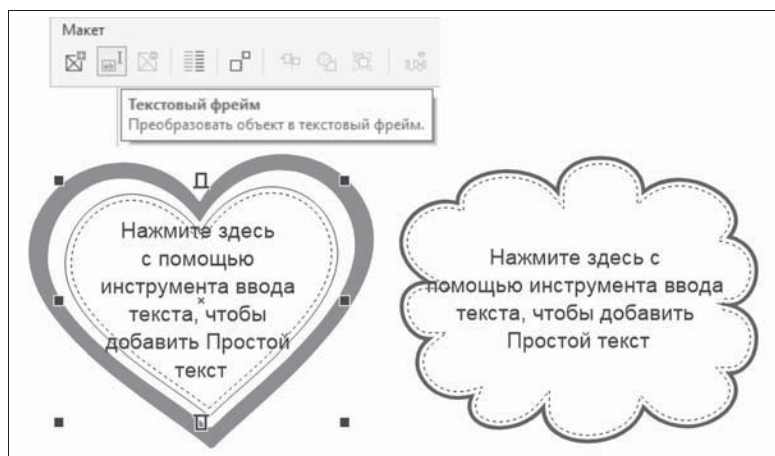 Макет
Текстовый фрейм
Преобразовать объект в текстовый фрейм.
Нажмите здесь
с помощью
инструмента ввода
текста, чтобы
добавить Простой
текст
Нажмите здесь с
помощью инструмента ввода
текста, чтобы добавить
Простой текст